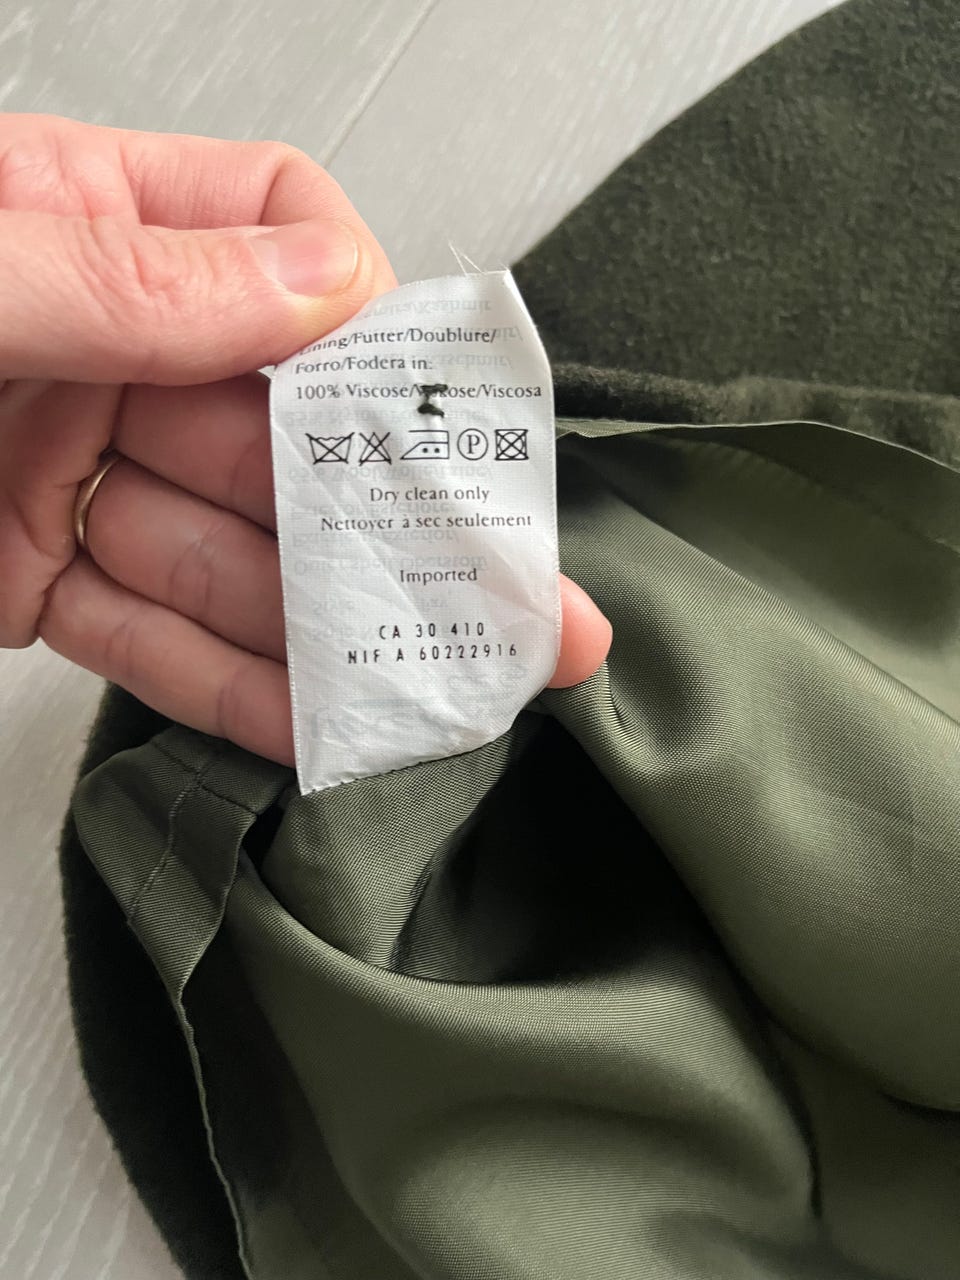 Lining/Futter/Doublure/
Forro/Fodera in:
100% Viscose/Viskose/Viscosa
P
Dry clean only
Nettoyer à sec seulement
Imported
CA 30 410
NIF A 60222916